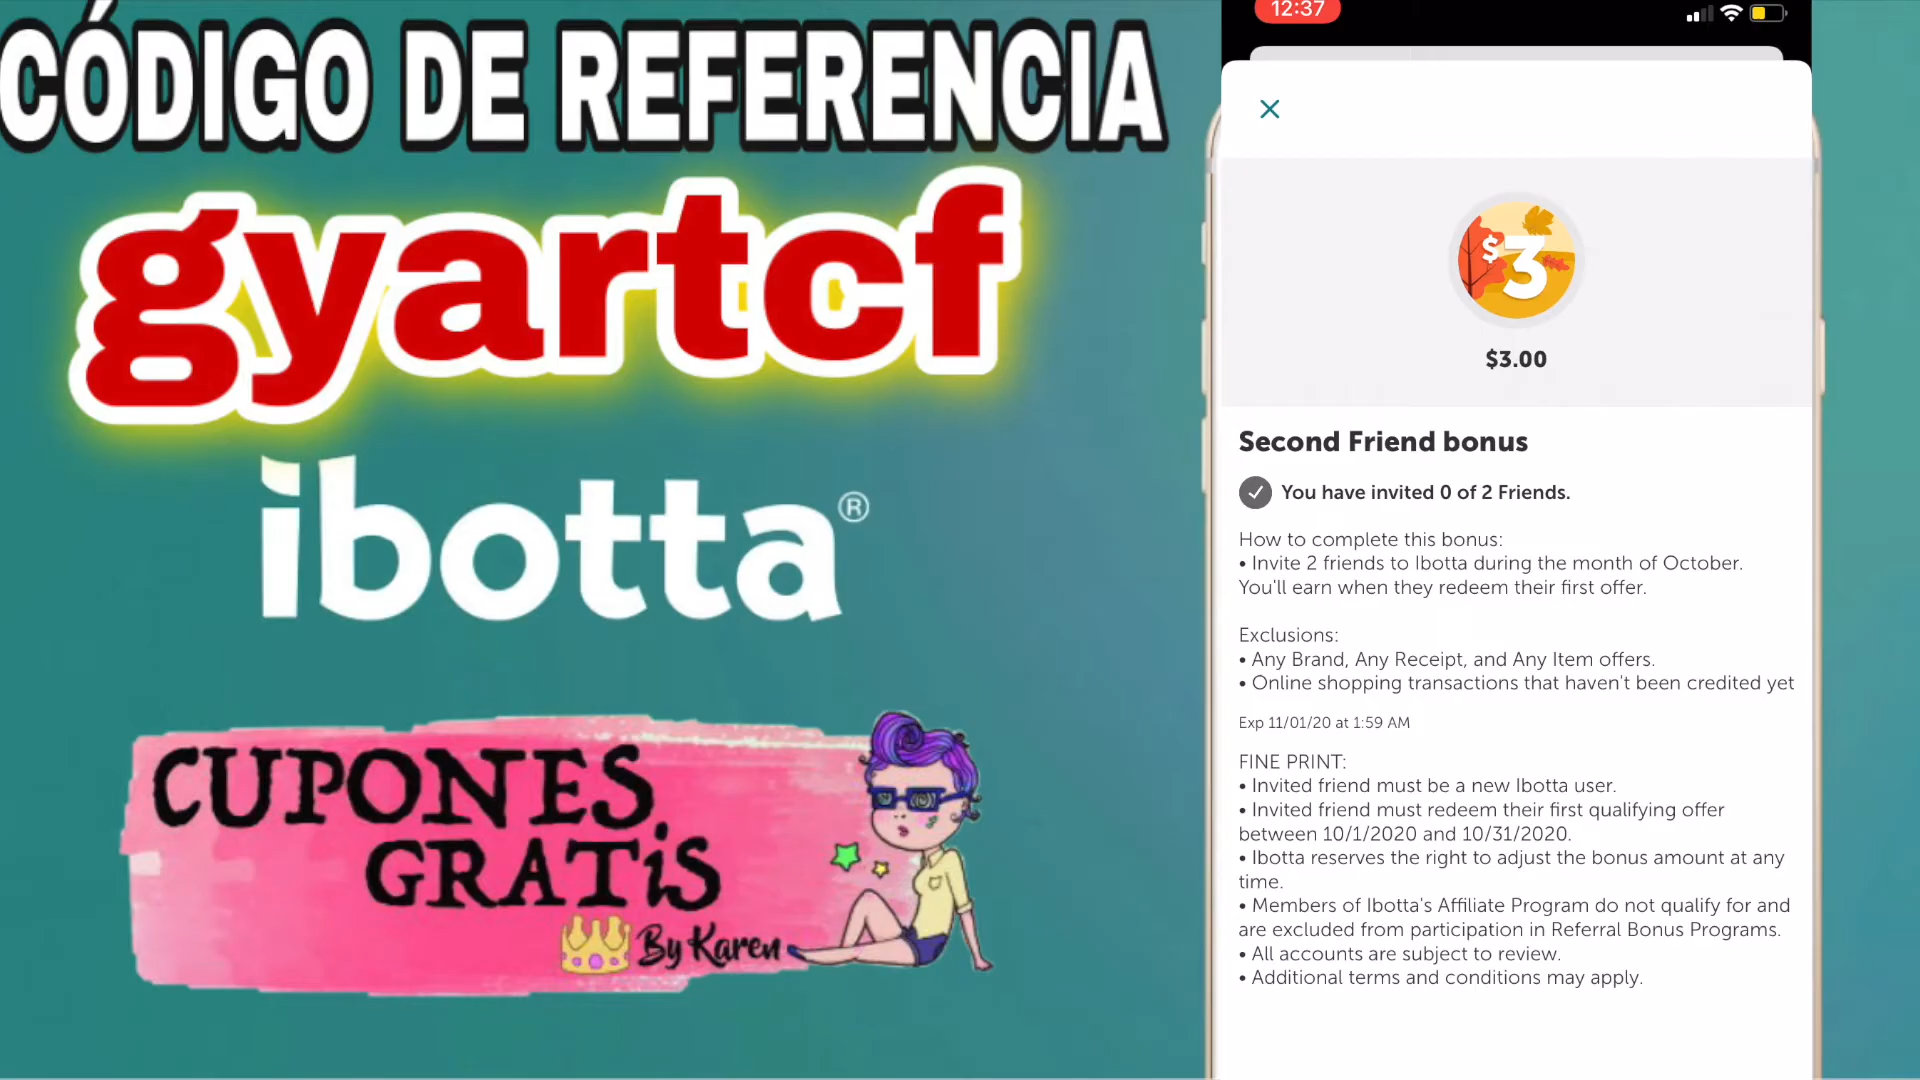 CÓDIGO DE REFERENCIA
gyartcf
ibotta®
CUPONES
GRATiS
By Karen
12:37
$3
$3.00
Second Friend bonus
You have invited 0 of 2 Friends.
How to complete this bonus:
• Invite 2 friends to Ibotta during the month of October.
You'll earn when they redeem their first offer.
Exclusions:
• Any Brand, Any Receipt, and Any Item offers.
• Online shopping transactions that haven't been credited yet
Exp 11/01/20 at 1:59 AM
FINE PRINT:
• Invited friend must be a new Ibotta user.
• Invited friend must redeem their first qualifying offer
between 10/1/2020 and 10/31/2020.
• Ibotta reserves the right to adjust the bonus amount at any
time.
• Members of Ibotta's Affiliate Program do not qualify for and
are excluded from participation in Referral Bonus Programs.
• All accounts are subject to review.
• Additional terms and conditions may apply.